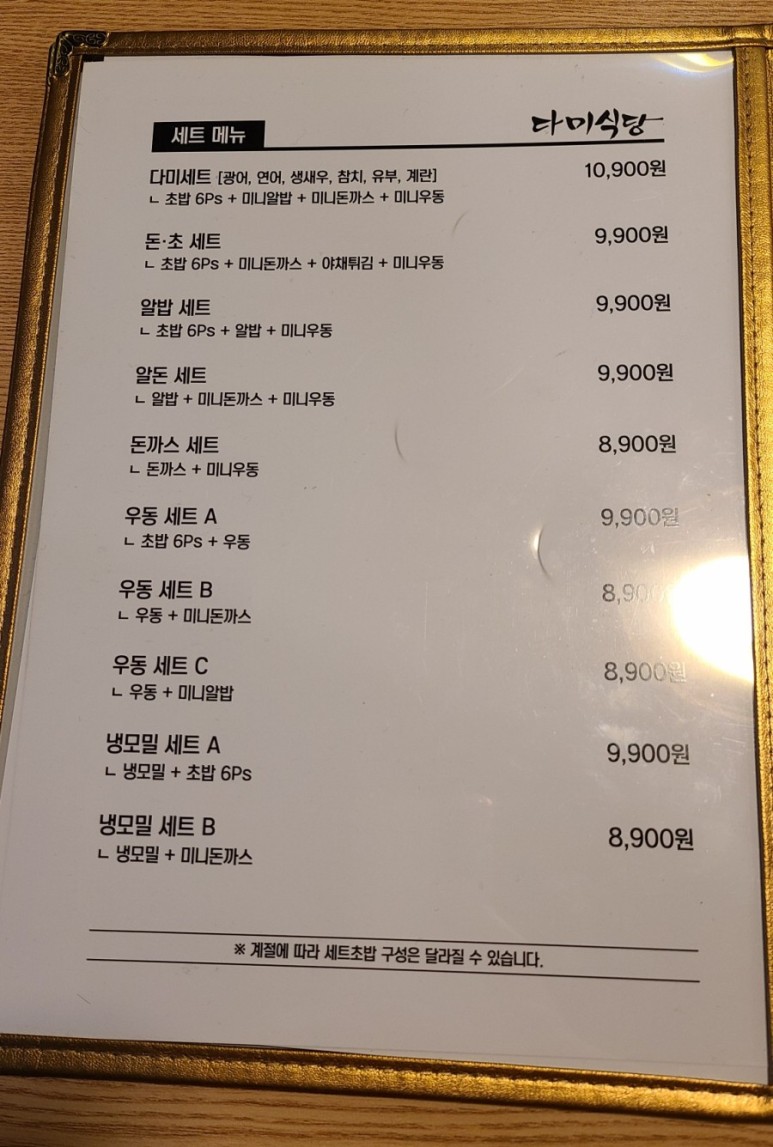 세트 메뉴
다미식당
다미세트 [광어, 연어, 생새우, 참치, 유부, 계란] 10,900원
ㄴ 초밥 6Ps + 미니알밥 + 미니돈까스 + 미니우동
돈·초 세트 9,900원
ㄴ 초밥 6Ps + 미니돈까스 + 야채튀김 + 미니우동
알밥 세트 9,900원
ㄴ 초밥 6Ps + 알밥 + 미니우동
알돈 세트 9,900원
ㄴ 알밥 + 미니돈까스 + 미니우동
돈까스 세트 8,900원
ㄴ 돈까스 + 미니우동
우동 세트 A 9,900원
ㄴ 초밥 6Ps + 우동
우동 세트 B
ㄴ 우동 + 미니돈까스
우동 세트 C 8,900원
ㄴ 우동 + 미니알밥
냉모밀 세트 A 9,900원
ㄴ 냉모밀 + 초밥 6Ps
냉모밀 세트 B 8,900원
ㄴ 냉모밀 + 미니돈까스
※ 계절에 따라 세트초밥 구성은 달라질 수 있습니다.